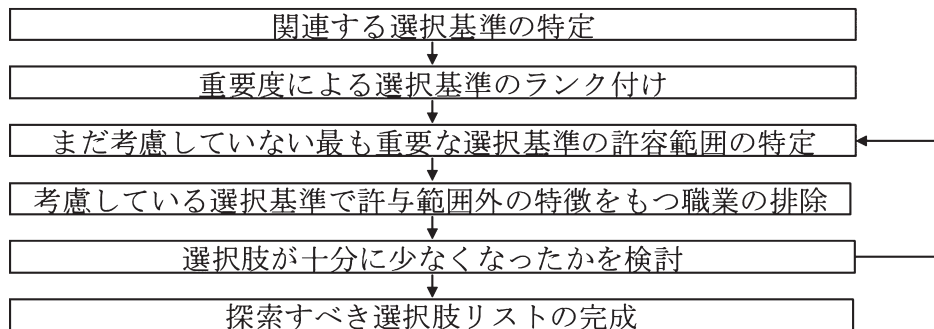 関連する選択基準の特定
重要度による選択基準のランク付け
まだ考慮していない最も重要な選択基準の許容範囲の特定
考慮している選択基準で許与範囲外の特徴をもつ職業の排除
選択肢が十分に少なくなったかを検討
探索すべき選択肢リストの完成